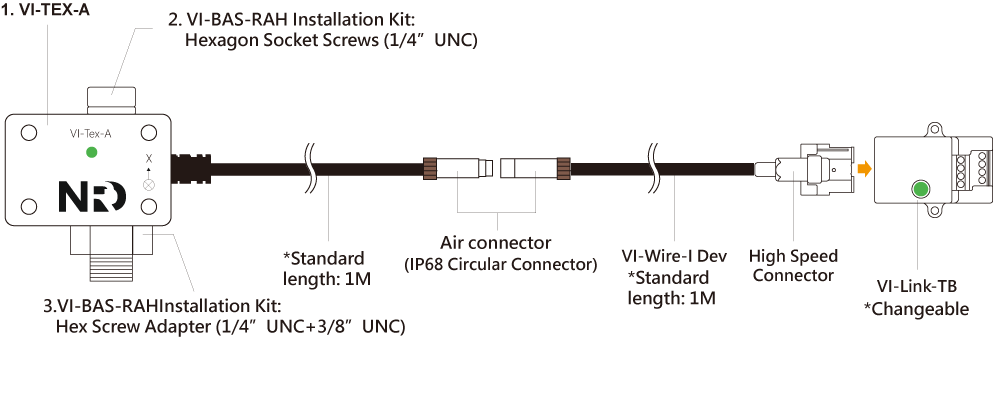 1. VI-TEX-A
2. VI-BAS-RAH Installation Kit:
Hexagon Socket Screws (1/4" UNC)
VI-Tex-A
X
NRD
*Standard
length: 1M
Air connector
(IP68 Circular Connector)
VI-Wire-I Dev
*Standard
length: 1M
High Speed
Connector
VI-Link-TB
*Changeable
3.VI-BAS-RAHInstallation Kit:
Hex Screw Adapter (1/4" UNC+3/8" UNC)